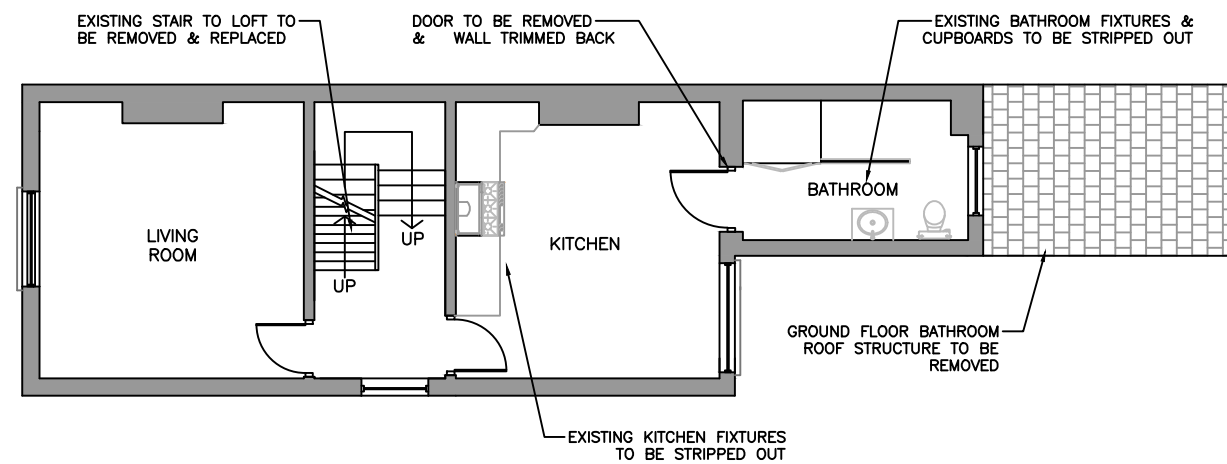 EXISTING STAIR TO LOFT TO
BE REMOVED & REPLACED
DOOR TO BE REMOVED
& WALL TRIMMED BACK
EXISTING BATHROOM FIXTURES &
CUPBOARDS TO BE STRIPPED OUT
BATHROOM
LIVING
ROOM
UP
KITCHEN
UP
GROUND FLOOR BATHROOM
ROOF STRUCTURE TO BE
REMOVED
EXISTING KITCHEN FIXTURES
TO BE STRIPPED OUT